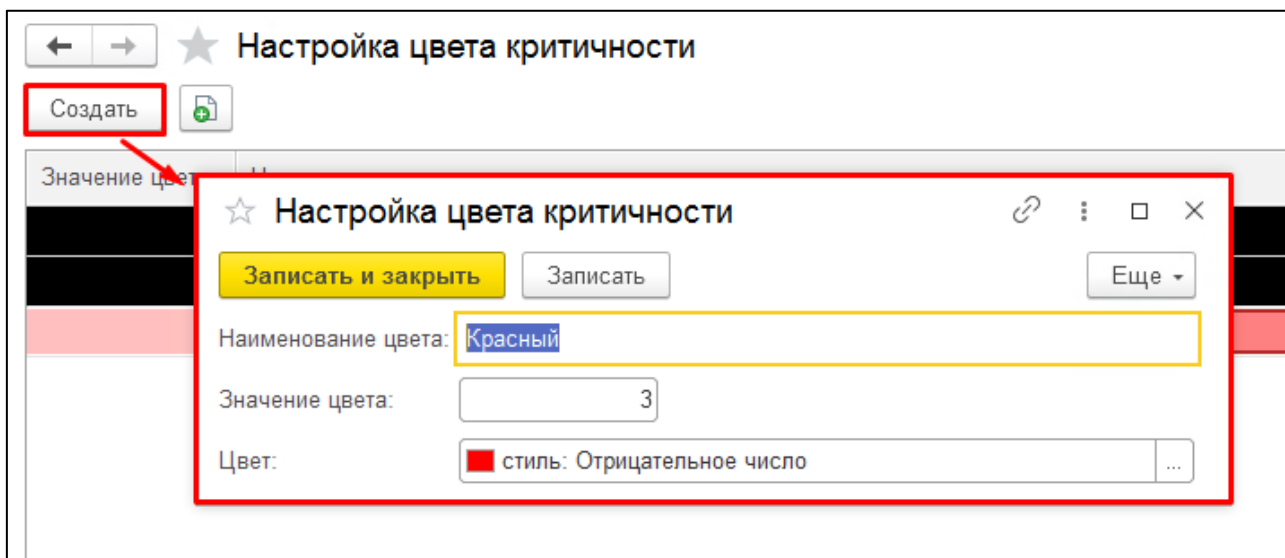 Настройка цвета критичности
Создать
Значение
Настройка цвета критичности
Записать и закрыть
Записать
Еще
Наименование цвета:
Красный
Значение цвета:
3
Цвет:
стиль: Отрицательное число
...